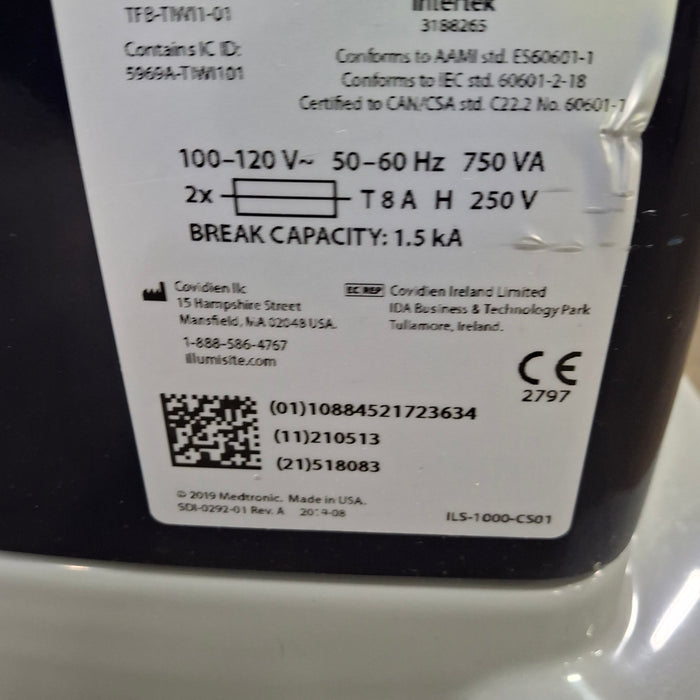 TFB-TIWI1-01
Contains IC ID:
5969A-TIWI101
Intertek
3188265
Conforms to AAMI std. ES60601-1
Conforms to IEC std. 60601-2-18
Certified to CAN/CSA std. C22.2 No. 60601-1
100–120 V~ 50–60 Hz 750 VA
2x T 8 A H 250 V
BREAK CAPACITY: 1.5 kA
Covidien llc
15 Hampshire Street
Mansfield, MA 02048 USA.
1-888-586-4767
illumisite.com
EC REP Covidien Ireland Limited
IDA Business & Technology Park
Tullamore, Ireland.
CE
2797
(01)10884521723634
(11)210513
(21)518083
© 2019 Medtronic. Made in USA.
SDI-0292-01 Rev. A
ILS-1000-CS01